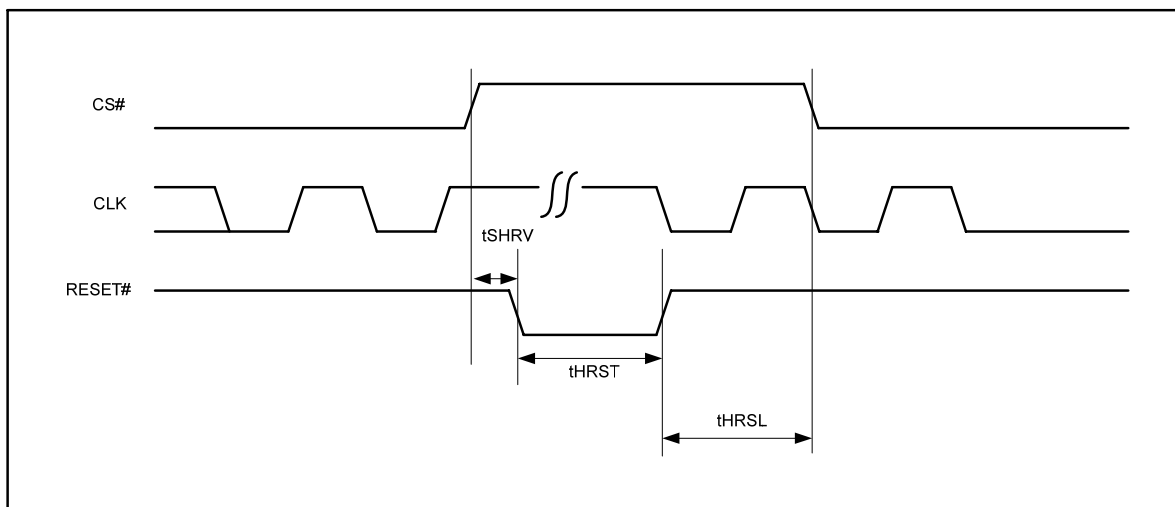 CS#
CLK
tSHRV
RESET#
tHRST
tHRSL